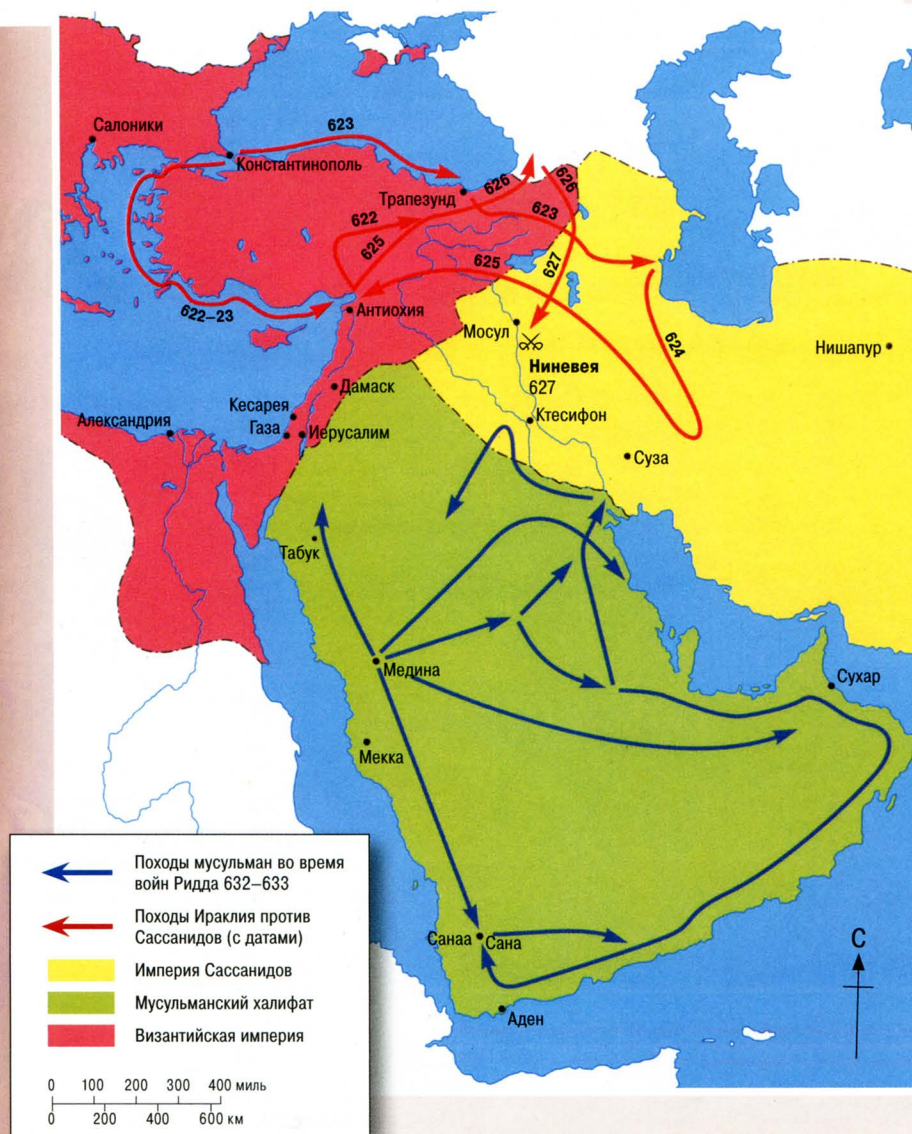 Салоники
623
Константинополь
Трапезунд
626
626
622
625
623
625
627
622–23
Антиохия
Мосул
624
Нишапур
Ниневея
627
Дамаск
Кесарея
Ктесифон
Александрия
Газа
Иерусалим
Суза
Табук
Медина
Сухар
Мекка
Санаа
Сана
С
Аден
Походы мусульман во время
войн Ридда 632–633
Походы Ираклия против
Сассанидов (с датами)
Империя Сассанидов
Мусульманский халифат
Византийская империя
0 100 200 300 400 миль
0 200 400 600 км